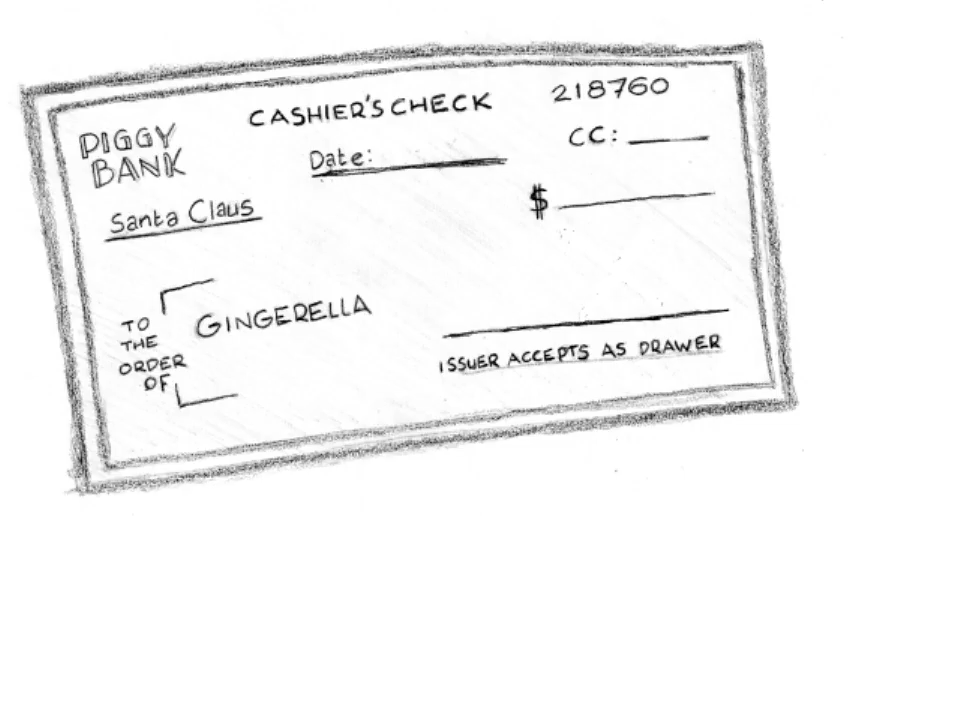 CASHIER'S CHECK
218760
PIGGY
BANK
Date:
CC:
Santa Claus
$
TO
THE
ORDER
OF
GINGERELLA
ISSUER ACCEPTS AS DRAWER